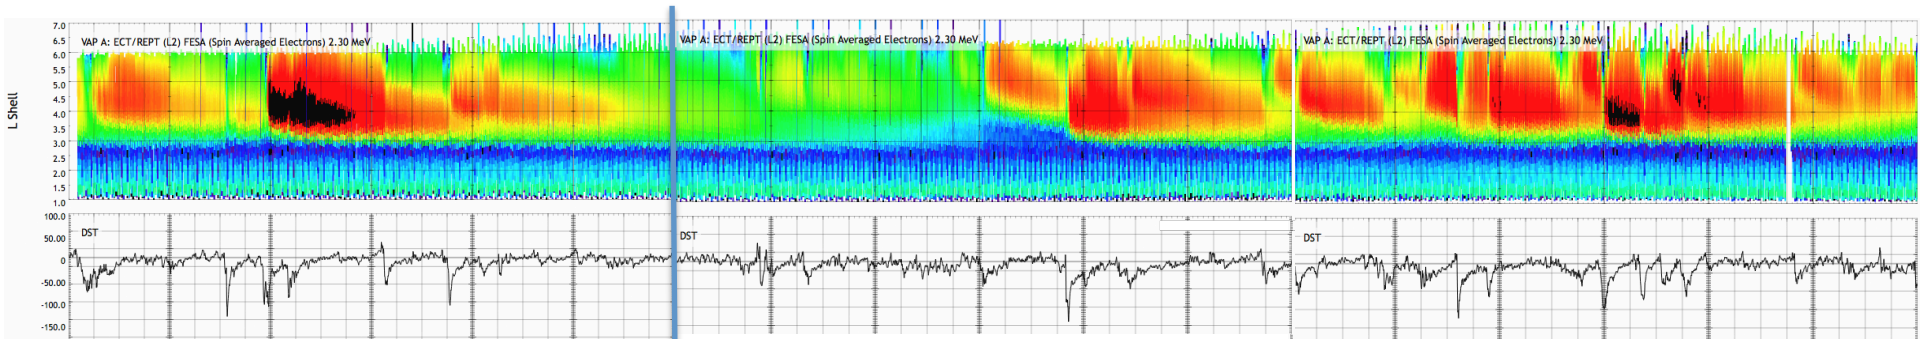 VAP A: ECT/REPT (L2) FESA (Spin Averaged Electrons) 2.30 MeV
VAP A: ECT/REPT (L2) FESA (Spin Averaged Electrons) 2.30 MeV
VAP A: ECT/REPT (L2) FESA (Spin Averaged Electrons) 2.30 MeV
L Shell
7.0
6.5
6.0
5.5
5.0
4.5
4.0
3.5
3.0
2.5
2.0
1.5
1.0
DST
DST
DST
100.0
50.00
0
-50.00
-100.0
-150.0